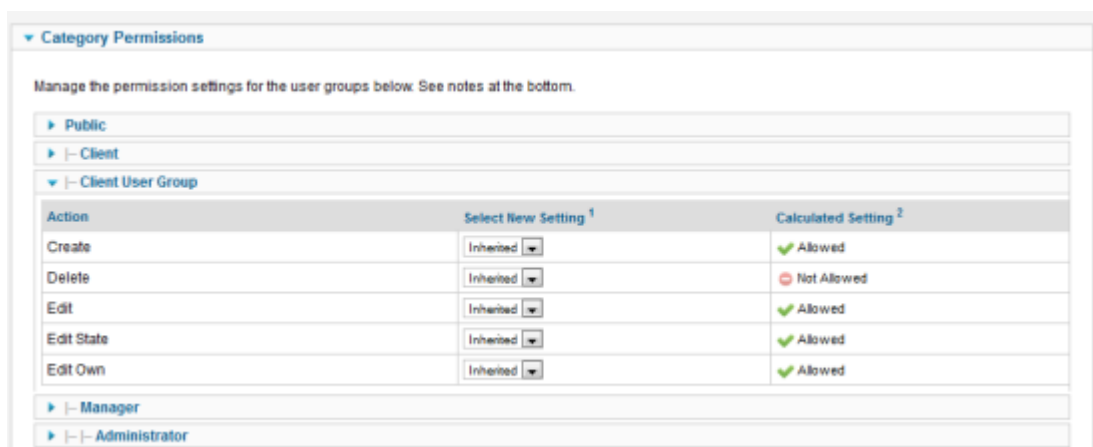 Category Permissions
Manage the permission settings for the user groups below. See notes at the bottom.
Public
|– Client
|– Client User Group
Action Select New Setting 1 Calculated Setting 2
Create Inherited Allowed
Delete Inherited Not Allowed
Edit Inherited Allowed
Edit State Inherited Allowed
Edit Own Inherited Allowed
|– Manager
|–|– Administrator